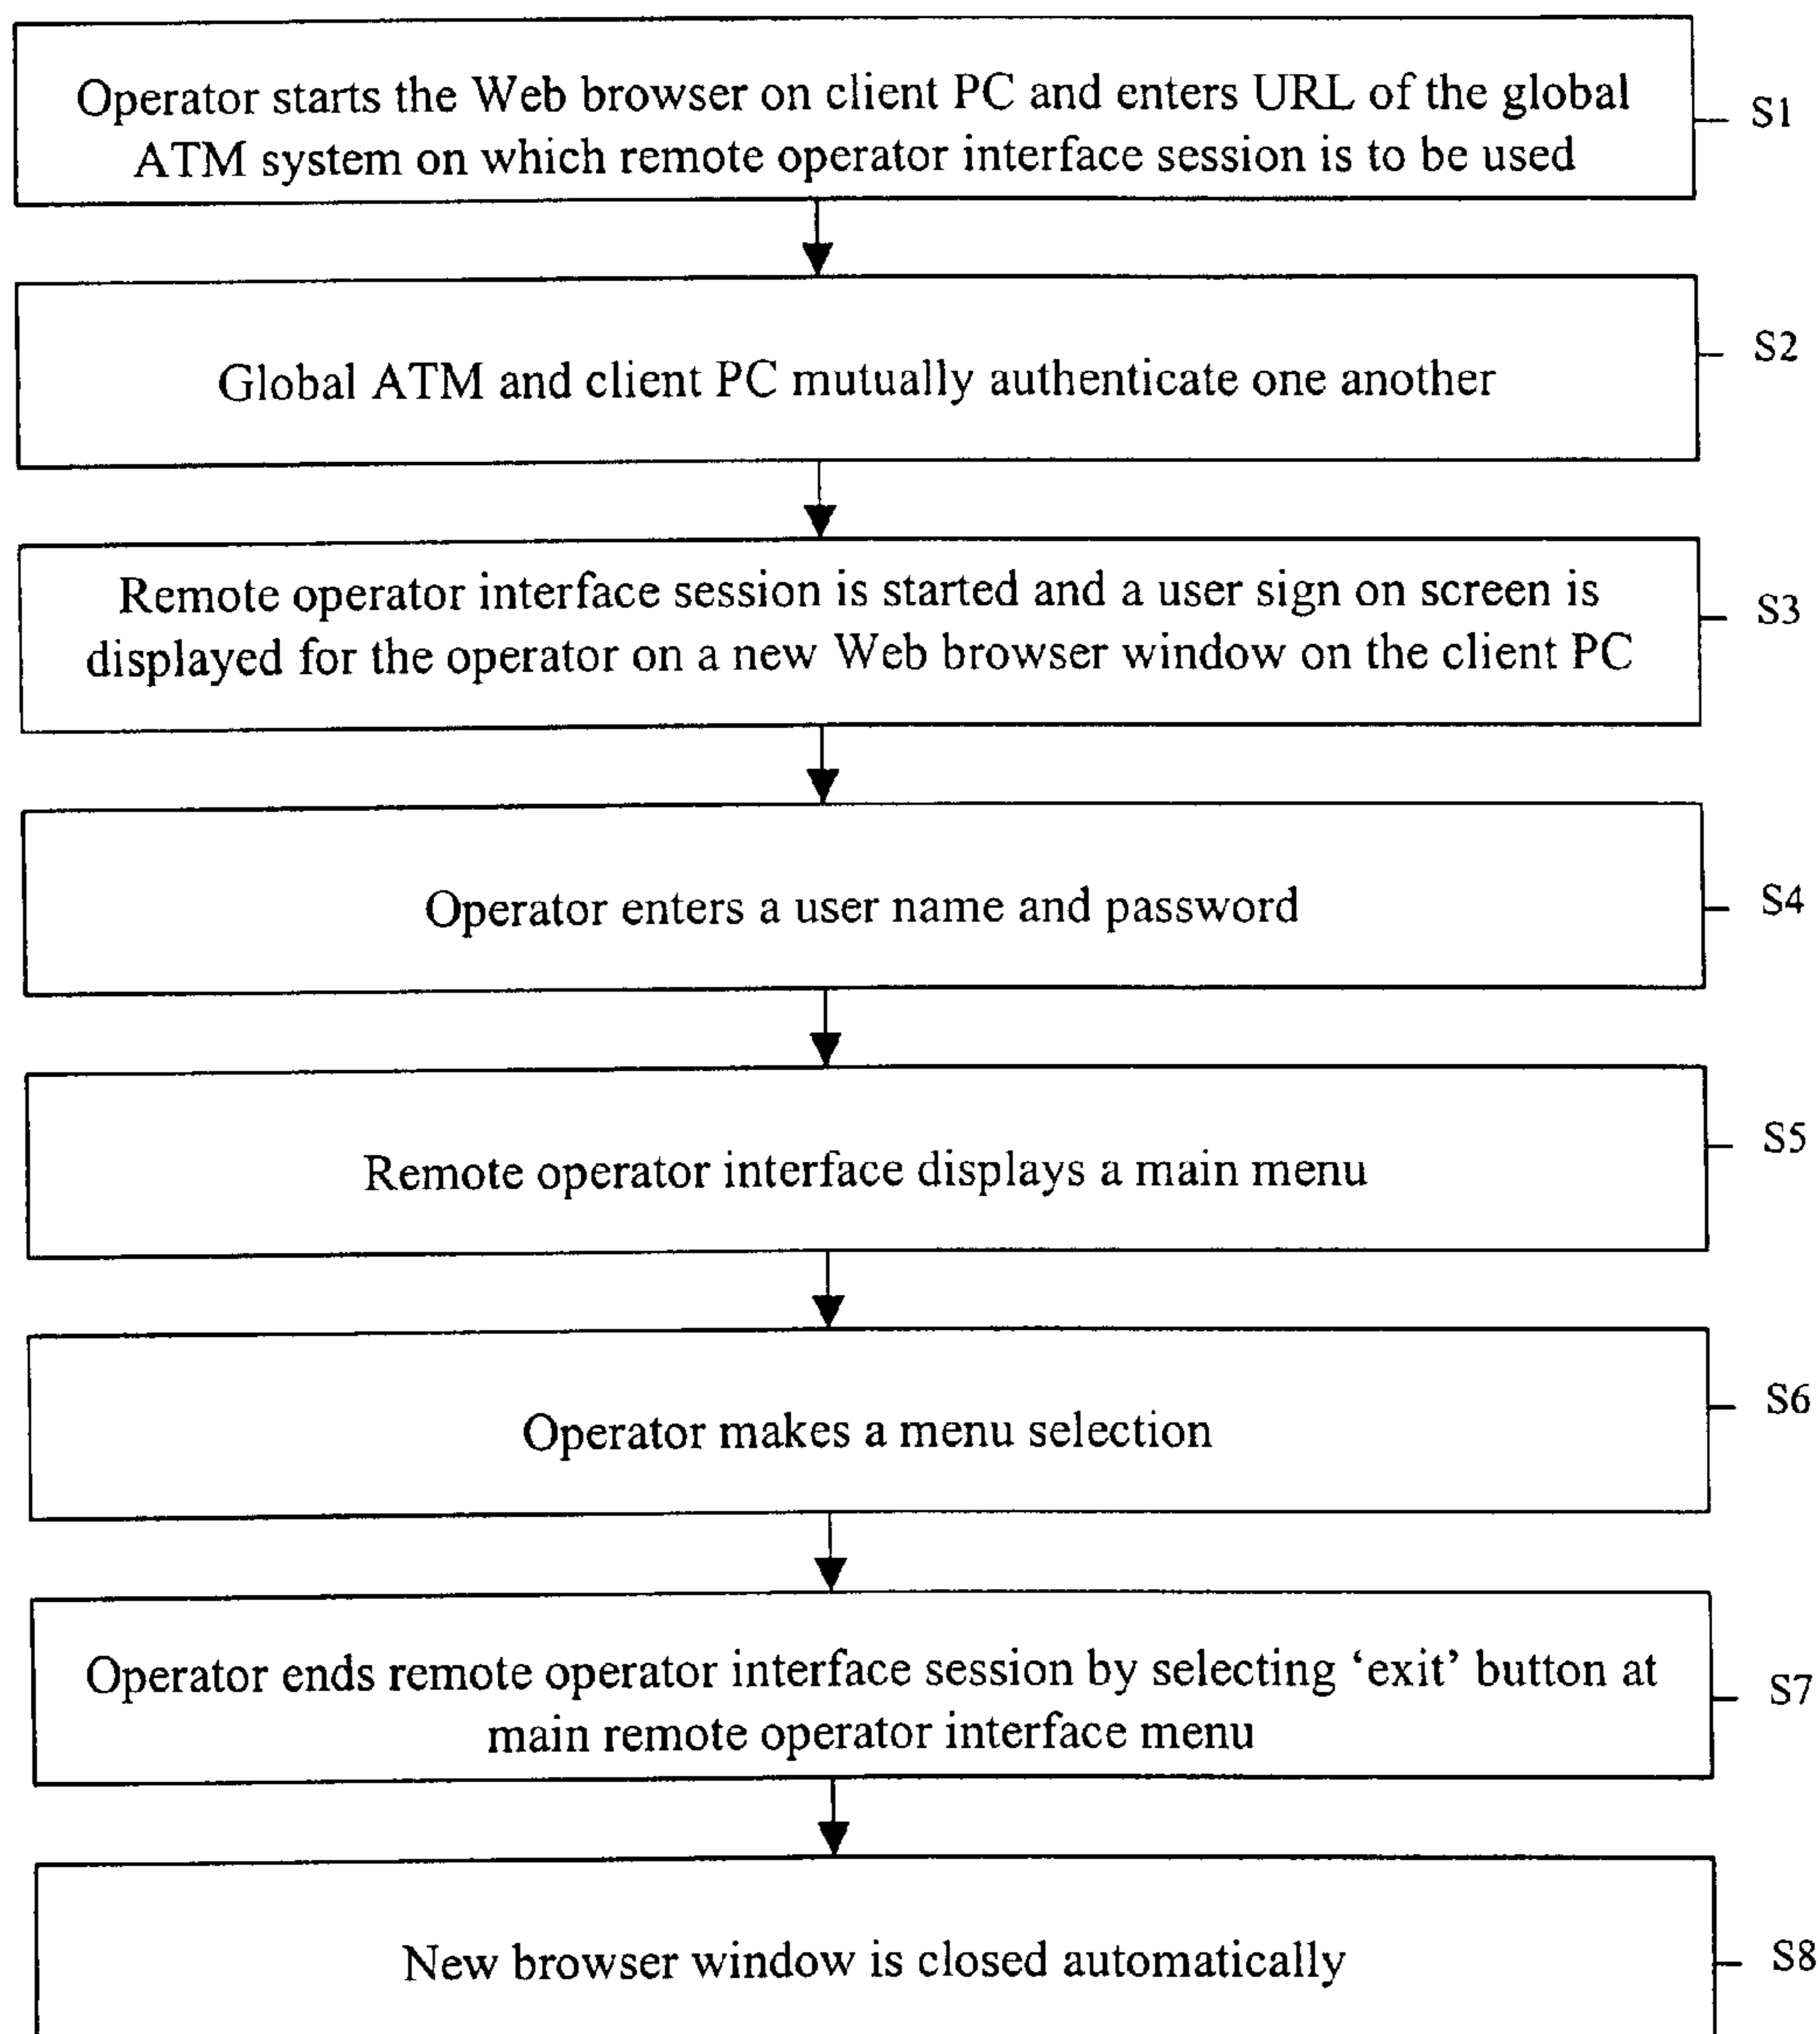 Operator starts the Web browser on client PC and enters URL of the global
ATM system on which remote operator interface session is to be used
S1
Global ATM and client PC mutually authenticate one another
S2
Remote operator interface session is started and a user sign on screen is
displayed for the operator on a new Web browser window on the client PC
S3
Operator enters a user name and password
S4
Remote operator interface displays a main menu
S5
Operator makes a menu selection
S6
Operator ends remote operator interface session by selecting ‘exit’ button at
main remote operator interface menu
S7
New browser window is closed automatically
S8